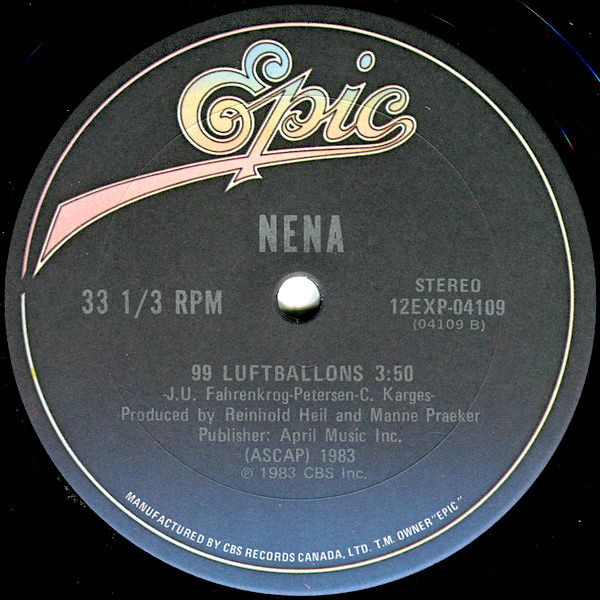 Epic
NENA
33 1/3 RPM
STEREO
12EXP-04109
(04109 B)
99 LUFTBALLONS 3:50
-J.U. Fahrenkrog-Petersen-C. Karges-
Produced by Reinhold Heil and Manne Praeker
Publisher: April Music Inc.
(ASCAP) 1983
℗ 1983 CBS Inc.
MANUFACTURED BY CBS RECORDS CANADA, LTD. T.M. OWNER "EPIC"